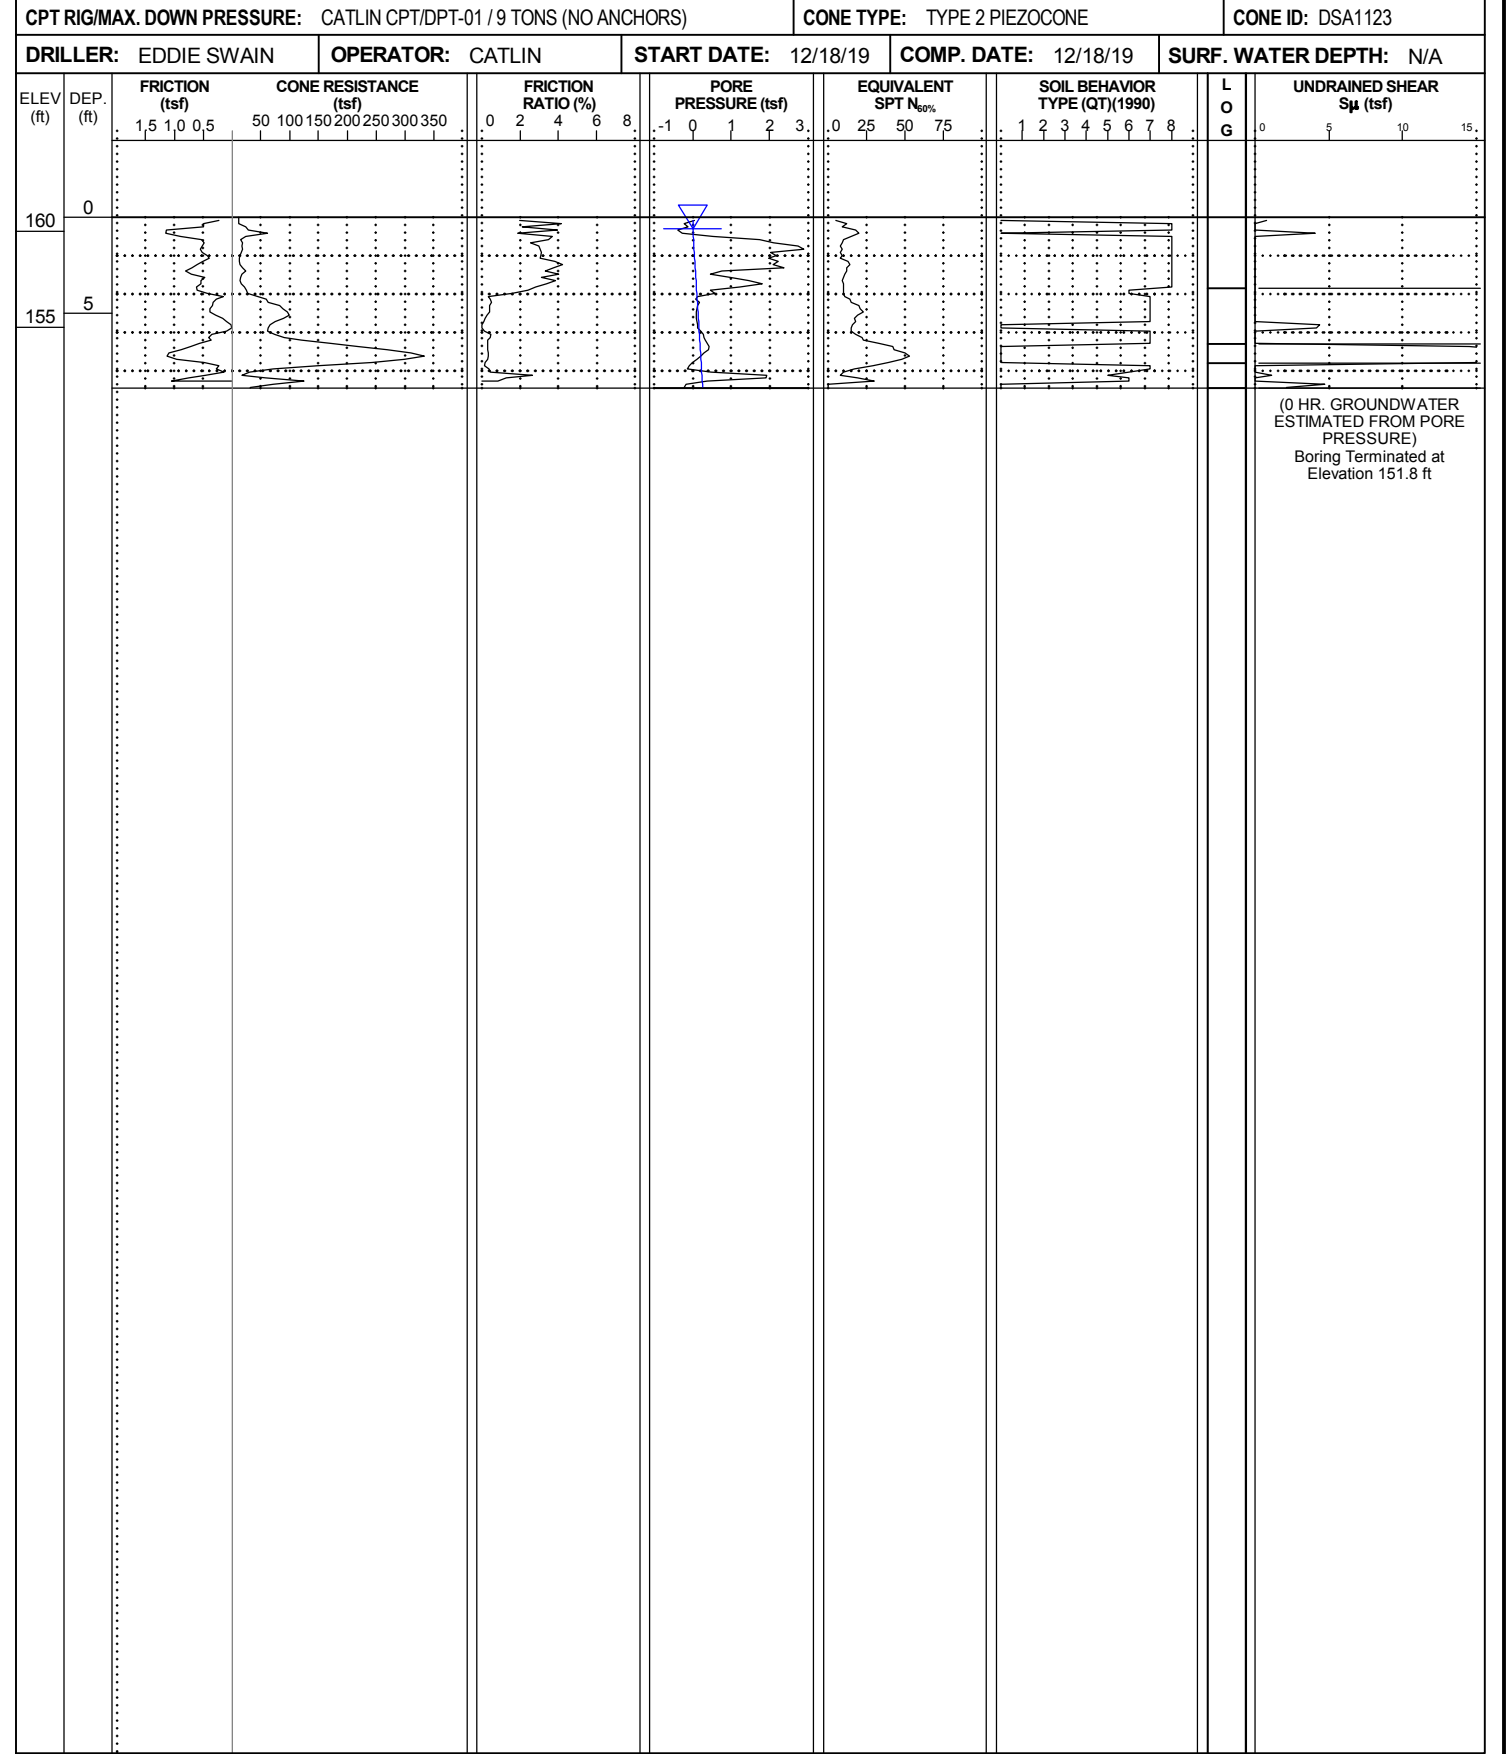 CPT RIG/MAX. DOWN PRESSURE: CATLIN CPT/DPT-01 / 9 TONS (NO ANCHORS) CONE TYPE: TYPE 2 PIEZOCONE CONE ID: DSA1123
DRILLER: EDDIE SWAIN OPERATOR: CATLIN START DATE: 12/18/19 COMP. DATE: 12/18/19 SURF. WATER DEPTH: N/A
ELEV (ft)
DEP. (ft)
FRICTION
(tsf)
1.5 1.0 0.5
CONE RESISTANCE
(tsf)
50 100 150 200 250 300 350
FRICTION
RATIO (%)
0 2 4 6 8
PORE
PRESSURE (tsf)
-1 0 1 2 3
EQUIVALENT
SPT N60%
0 25 50 75
SOIL BEHAVIOR
TYPE (QT)(1990)
1 2 3 4 5 6 7 8
L
O
G
UNDRAINED SHEAR
Sμ (tsf)
0 5 10 15
160 0
155 5
(0 HR. GROUNDWATER
ESTIMATED FROM PORE
PRESSURE)
Boring Terminated at
Elevation 151.8 ft